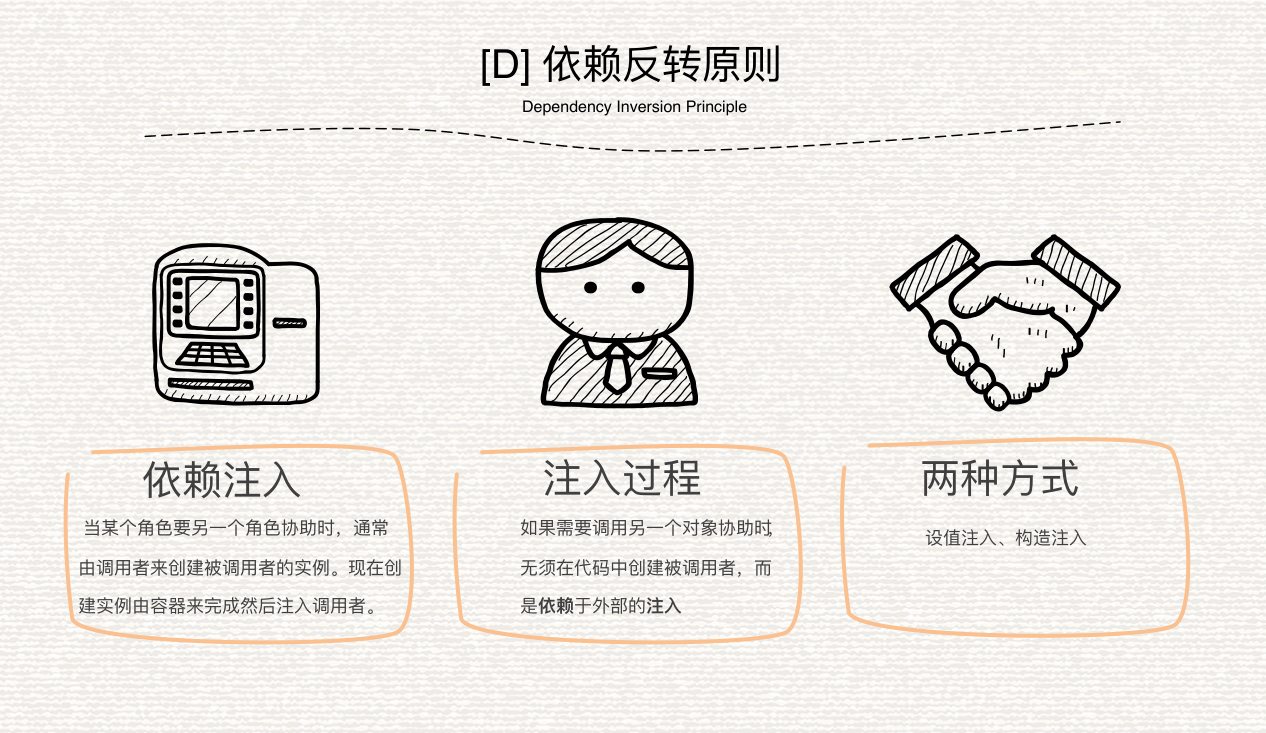 [D] 依赖反转原则
Dependency Inversion Principle
依赖注入
当某个角色要另一个角色协助时，通常
由调用者来创建被调用者的实例。现在创
建实例由容器来完成然后注入调用者。
注入过程
如果需要调用另一个对象协助时，
无须在代码中创建被调用者，而
是依赖于外部的注入
两种方式
设值注入、构造注入